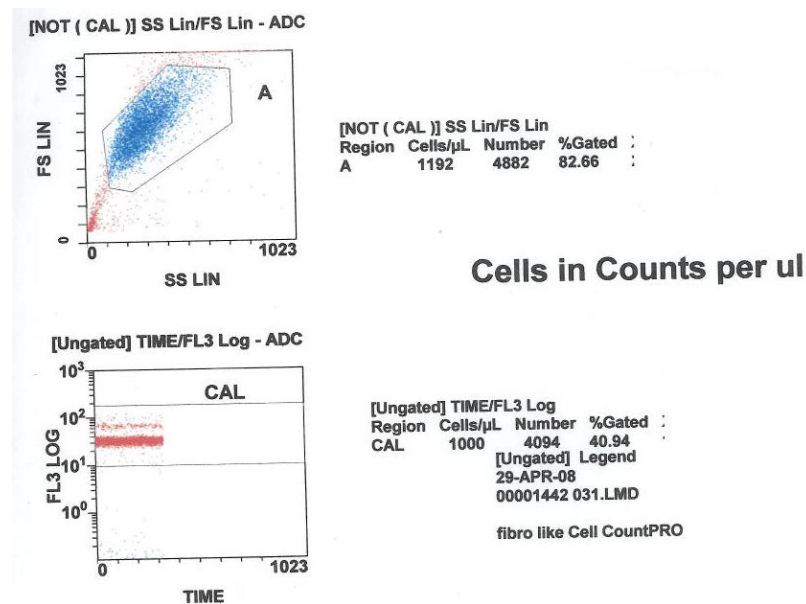 [NOT ( CAL )] SS Lin/FS Lin - ADC
1023
A
FS LIN
0
0
1023
SS LIN
[NOT ( CAL )] SS Lin/FS Lin
Region Cells/µL Number %Gated
A 1192 4882 82.66
Cells in Counts per ul
[Ungated] TIME/FL3 Log - ADC
10³
CAL
10²
FL3 LOG
10¹
10⁰
0
1023
TIME
[Ungated] TIME/FL3 Log
Region Cells/µL Number %Gated
CAL 1000 4094 40.94
[Ungated] Legend
29-APR-08
00001442 031.LMD
fibro like Cell CountPRO